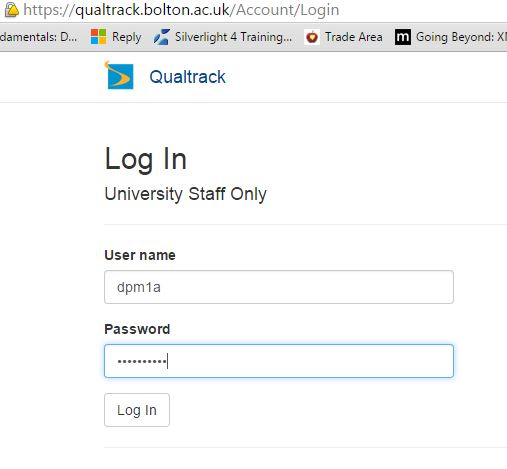 https://qualtrack.bolton.ac.uk/Account/Login
damentals: D... Reply Silverlight 4 Training... Trade Area m Going Beyond: XN
Qualtrack
Log In
University Staff Only
User name
dpm1a
Password
••••••••••
Log In